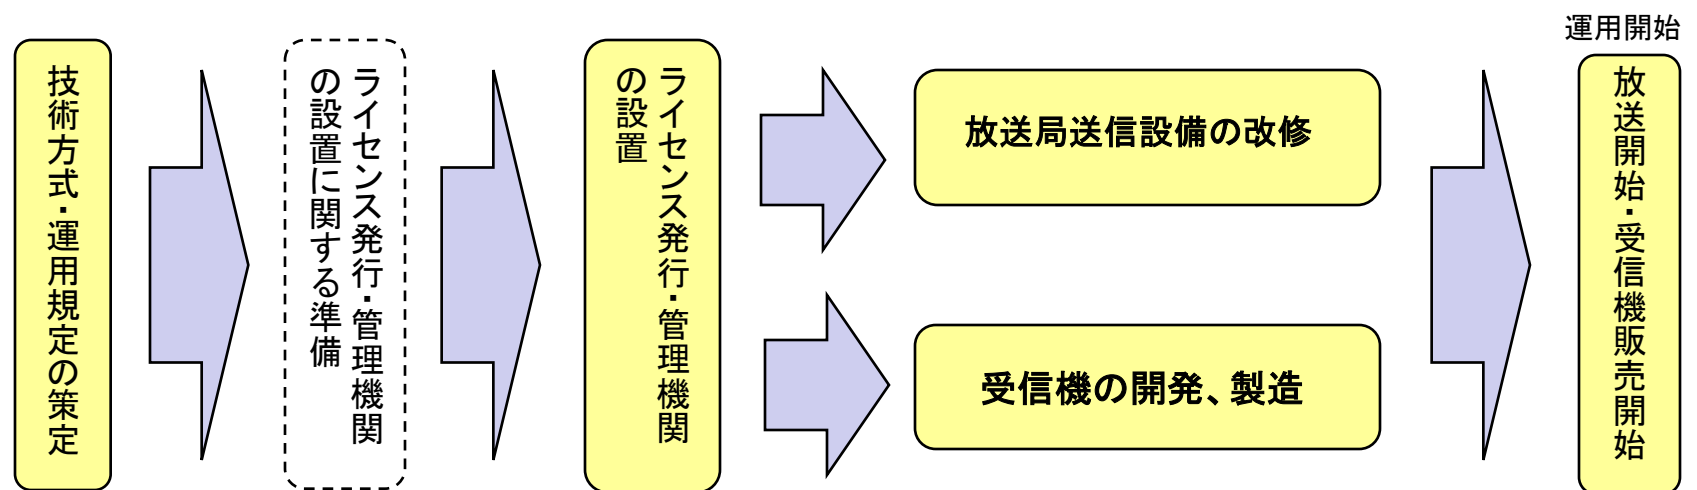 技術方式・運用規定の策定
ライセンス発行・管理機関
の設置に関する準備
ライセンス発行・管理機関
の設置
放送局送信設備の改修
受信機の開発、製造
運用開始
放送開始・受信機販売開始